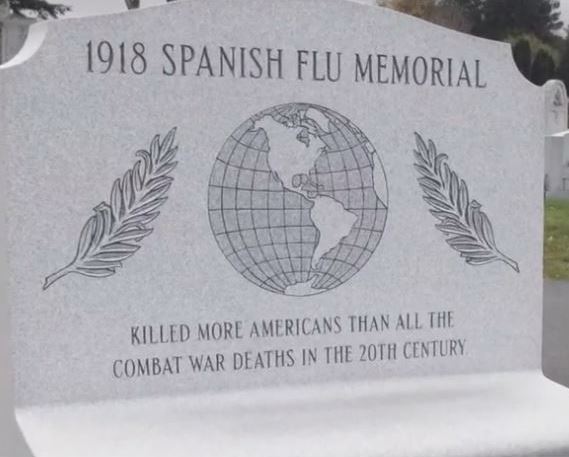 1918 SPANISH FLU MEMORIAL
KILLED MORE AMERICANS THAN ALL THE
COMBAT WAR DEATHS IN THE 20TH CENTURY